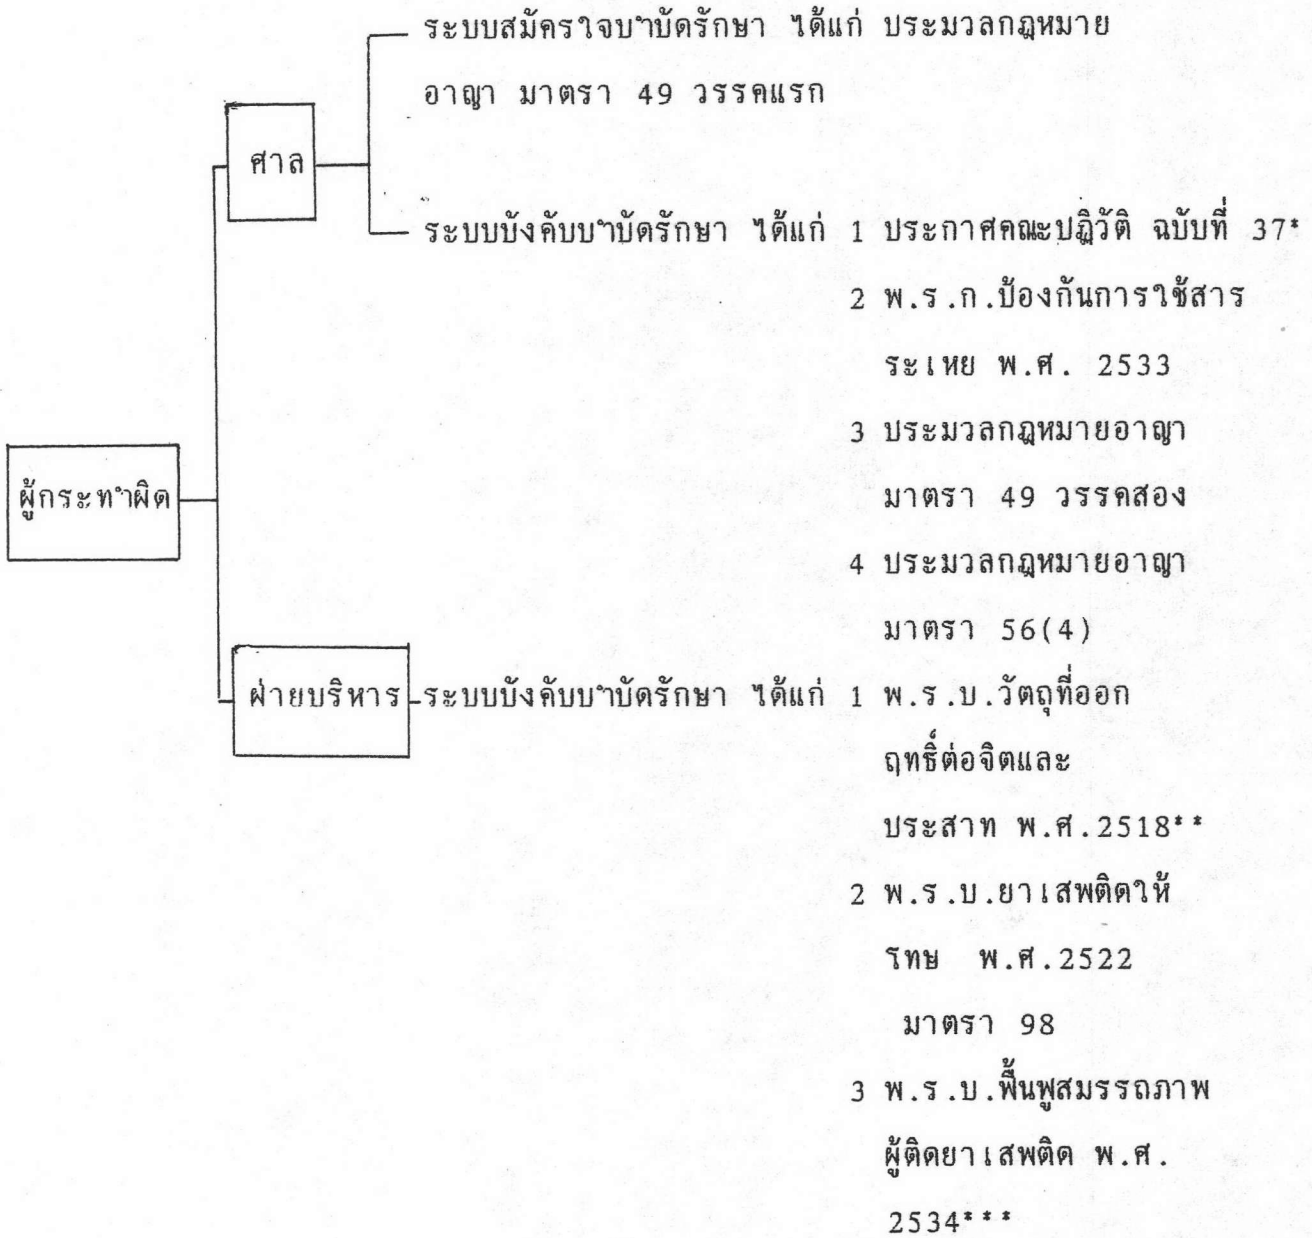 ระบบสมัครใจบำบัดรักษา ได้แก่ ประมวลกฎหมาย
อาญา มาตรา 49 วรรคแรก
ศาล
ระบบบังคับบำบัดรักษา ได้แก่ 1 ประกาศคณะปฏิวัติ ฉบับที่ 37*
2 พ.ร.ก.ป้องกันการใช้สาร
ระเหย พ.ศ. 2533
3 ประมวลกฎหมายอาญา
ผู้กระทำผิด
มาตรา 49 วรรคสอง
4 ประมวลกฎหมายอาญา
มาตรา 56(4)
ฝ่ายบริหาร ระบบบังคับบำบัดรักษา ได้แก่ 1 พ.ร.บ.วัตถุที่ออก
ฤทธิ์ต่อจิตและ
ประสาท พ.ศ.2518**
2 พ.ร.บ.ยาเสพติดให้
โทษ พ.ศ.2522
มาตรา 98
3 พ.ร.บ.ฟื้นฟูสมรรถภาพ
ผู้ติดยาเสพติด พ.ศ.
2534***